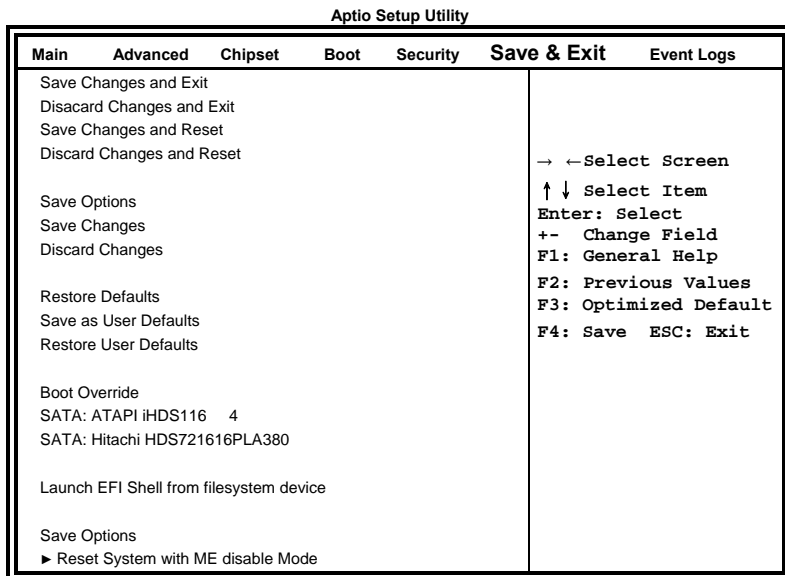 Aptio Setup Utility
Main Advanced Chipset Boot Security Save & Exit Event Logs
Save Changes and Exit
Disacard Changes and Exit
Save Changes and Reset
Discard Changes and Reset
Save Options
Save Changes
Discard Changes
Restore Defaults
Save as User Defaults
Restore User Defaults
Boot Override
SATA: ATAPI iHDS116 4
SATA: Hitachi HDS721616PLA380
Launch EFI Shell from filesystem device
Save Options
► Reset System with ME disable Mode
→ ←Select Screen
↑↓ Select Item
Enter: Select
+- Change Field
F1: General Help
F2: Previous Values
F3: Optimized Default
F4: Save ESC: Exit